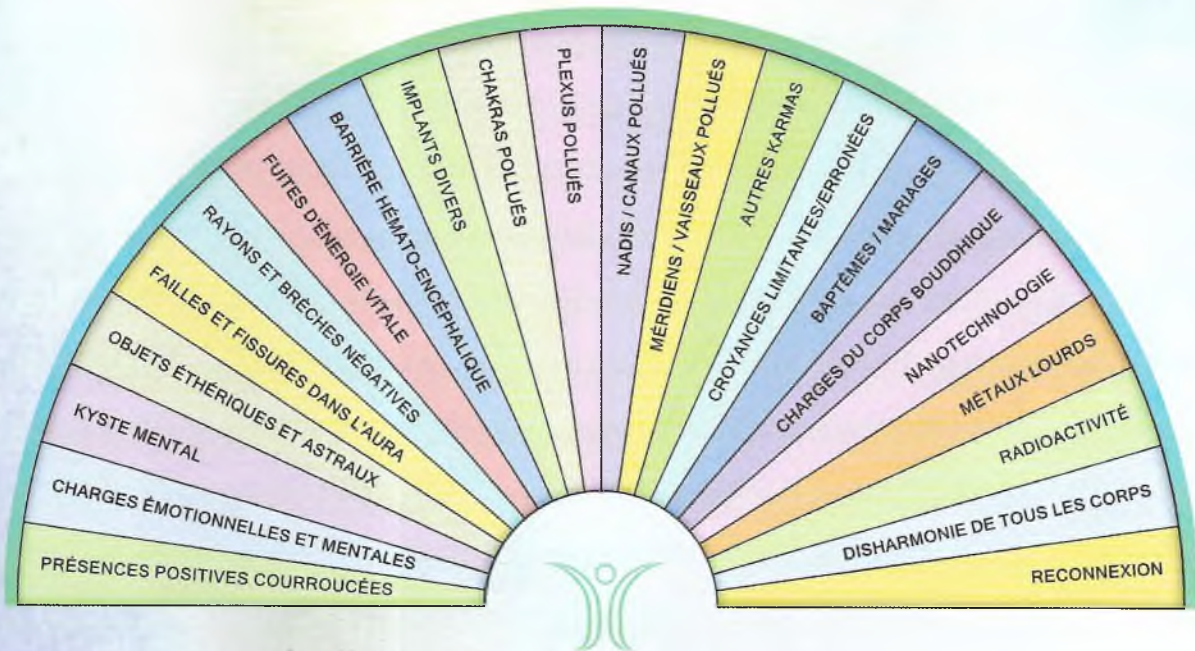 PRÉSENCES POSITIVES COURROUCÉES
CHARGES ÉMOTIONNELLES ET MENTALES
KYSTE MENTAL
OBJETS ÉTHÉRIQUES ET ASTRAUX
FAILLES ET FISSURES DANS L'AURA
RAYONS ET BRÈCHES NÉGATIVES
FUITES D'ÉNERGIE VITALE
BARRIÈRE HÉMATO-ENCÉPHALIQUE
IMPLANTS DIVERS
CHAKRAS POLLUÉS
PLEXUS POLLUÉS
NADIS / CANAUX POLLUÉS
MÉRIDIENS / VAISSEAUX POLLUÉS
AUTRES KARMAS
CROYANCES LIMITANTES/ERRONÉES
BAPTÊMES / MARIAGES
CHARGES DU CORPS BOUDDHIQUE
NANOTECHNOLOGIE
MÉTAUX LOURDS
RADIOACTIVITÉ
DISHARMONIE DE TOUS LES CORPS
RECONNEXION